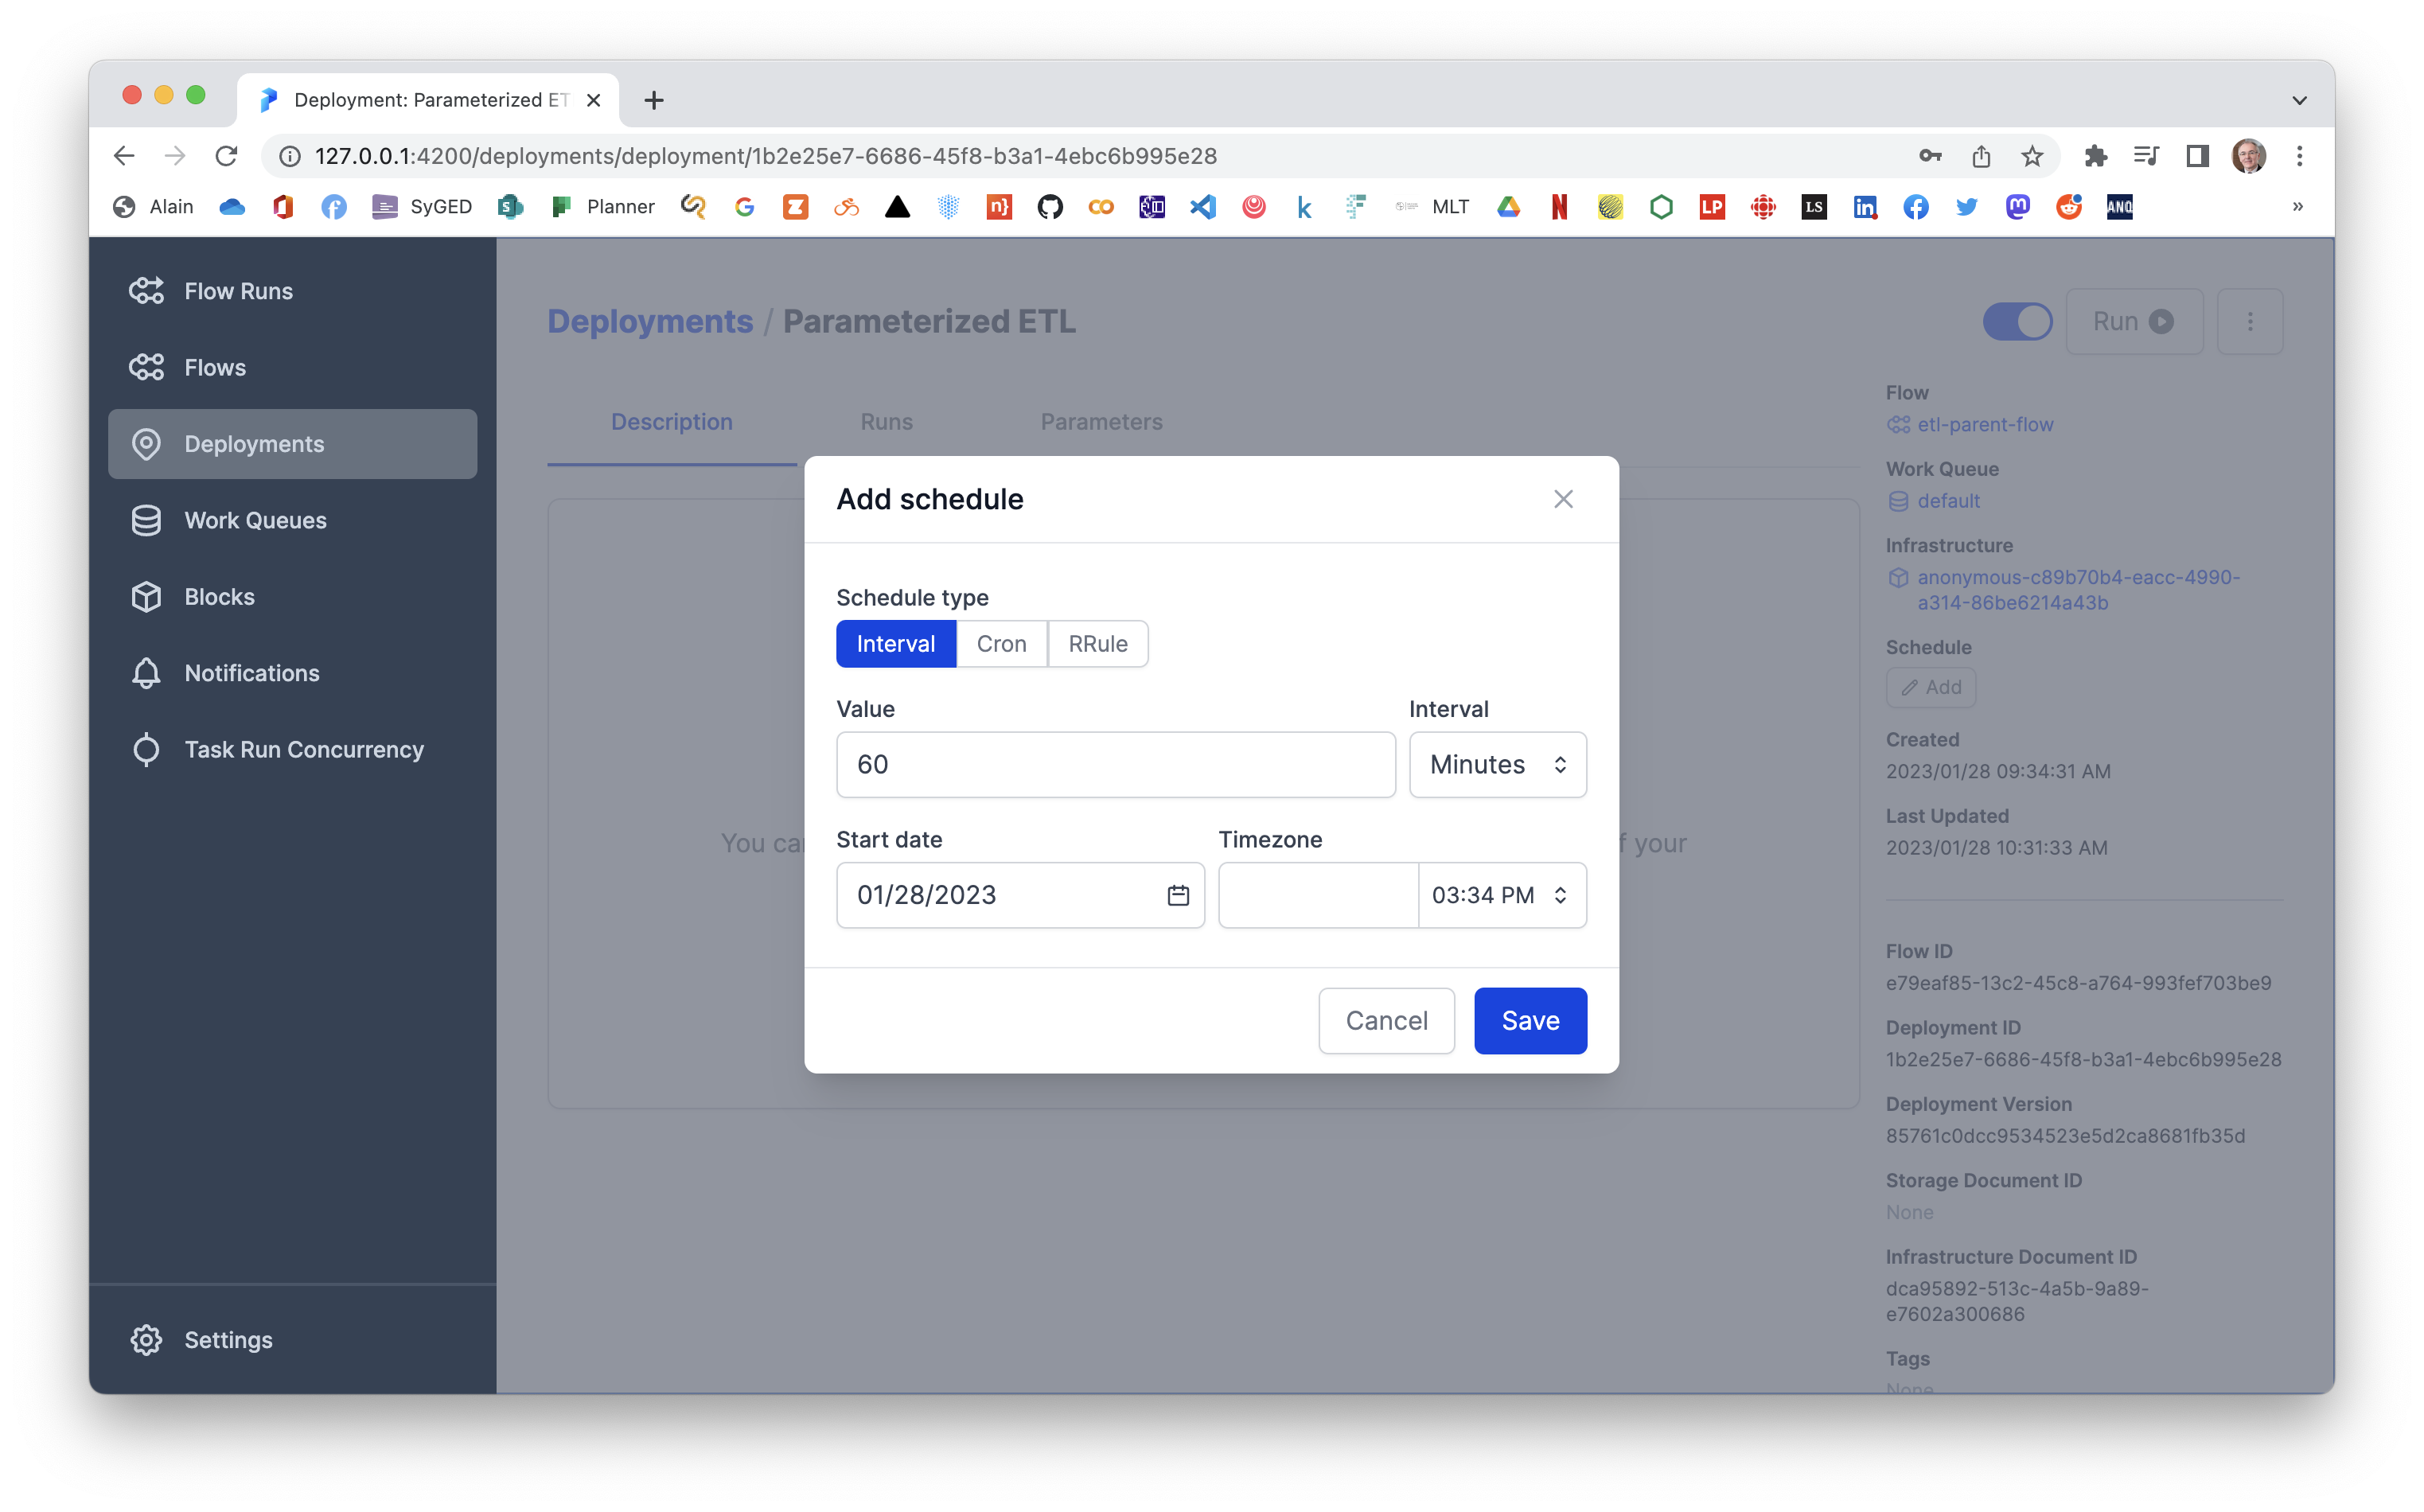 Deployment: Parameterized ET
127.0.0.1:4200/deployments/deployment/1b2e25e7-6686-45f8-b3a1-4ebc6b995e28
Alain
SyGED
Planner
MLT
Flow Runs
Flows
Deployments
Work Queues
Blocks
Notifications
Task Run Concurrency
Settings
Deployments / Parameterized ETL
Run
Description Runs Parameters
You ca
f your
Add schedule
Schedule type
Interval Cron RRule
Value Interval
60 Minutes
Start date Timezone
01/28/2023 03:34 PM
Cancel Save
Flow
etl-parent-flow
Work Queue
default
Infrastructure
anonymous-c89b70b4-eacc-4990-
a314-86be6214a43b
Schedule
Add
Created
2023/01/28 09:34:31 AM
Last Updated
2023/01/28 10:31:33 AM
Flow ID
e79eaf85-13c2-45c8-a764-993fef703be9
Deployment ID
1b2e25e7-6686-45f8-b3a1-4ebc6b995e28
Deployment Version
85761c0dcc9534523e5d2ca8681fb35d
Storage Document ID
None
Infrastructure Document ID
dca95892-513c-4a5b-9a89-
e7602a300686
Tags
None